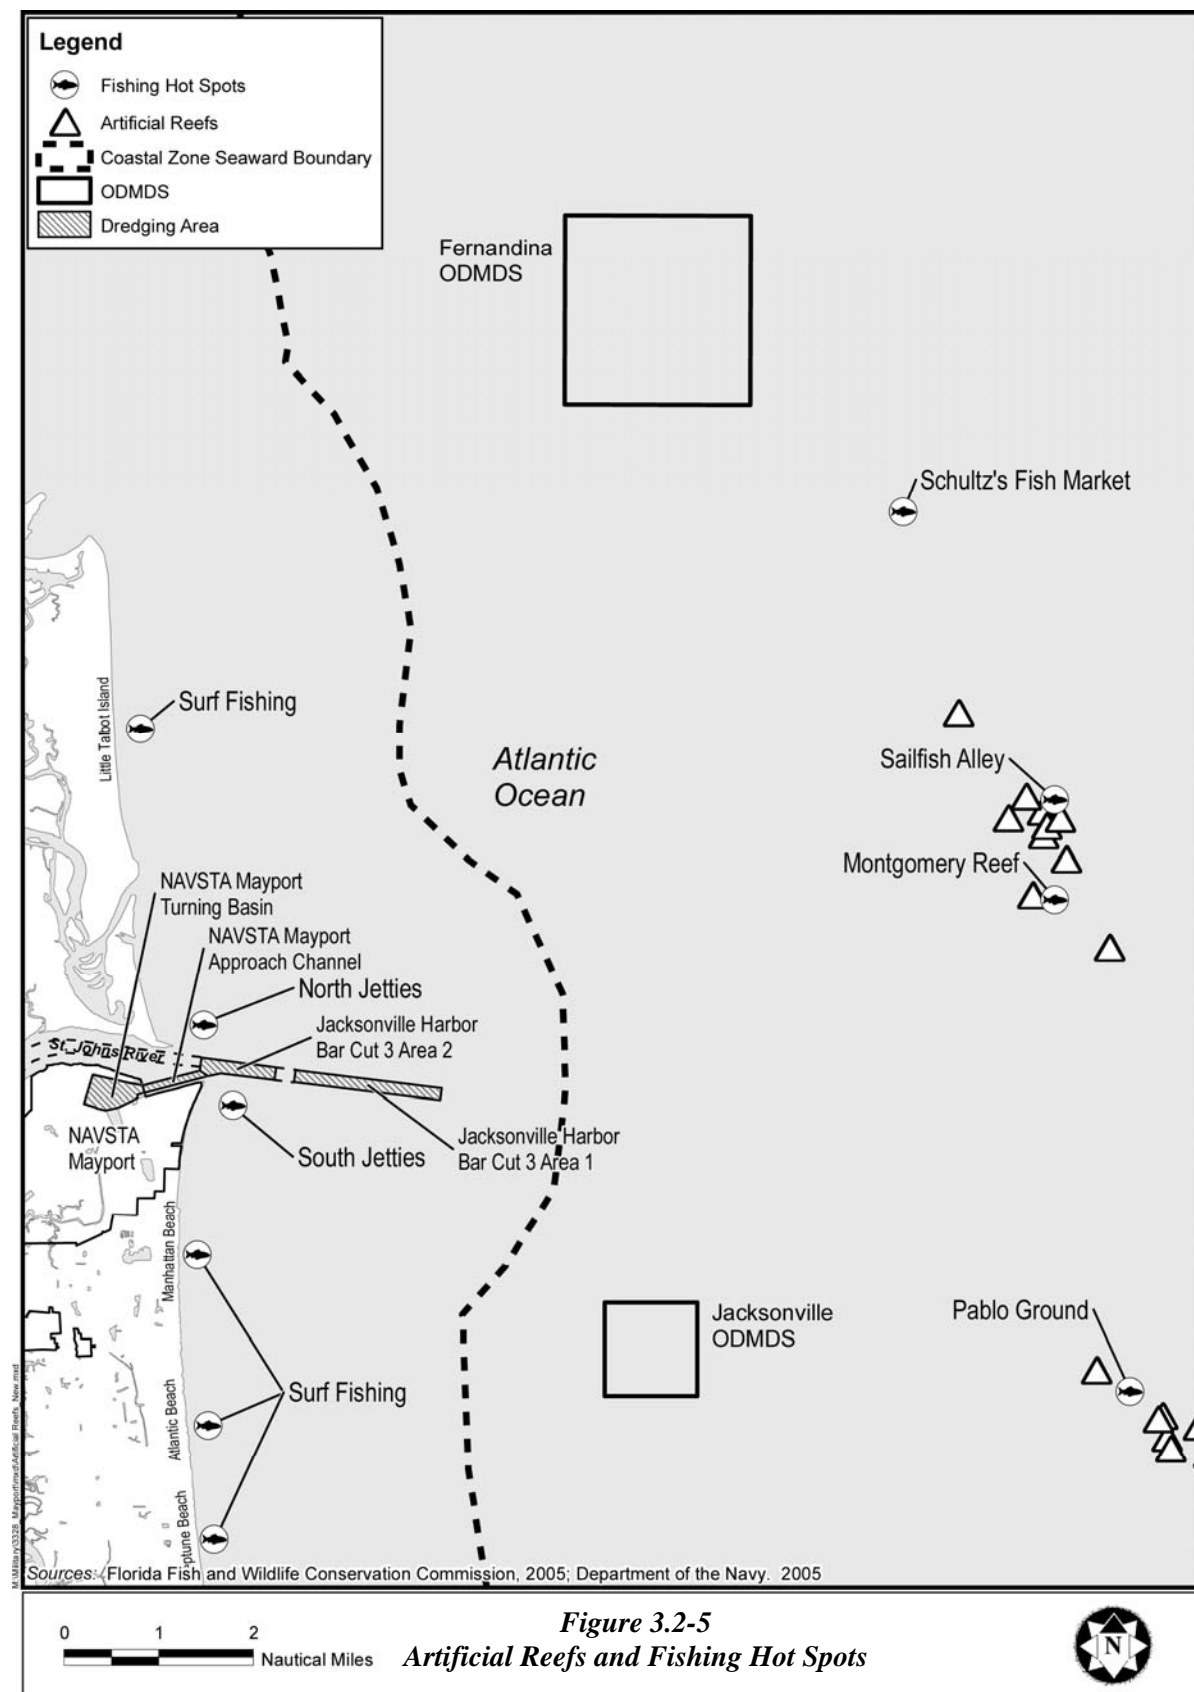 Legend
Fishing Hot Spots
Artificial Reefs
Coastal Zone Seaward Boundary
ODMDS
Dredging Area
Fernandina
ODMDS
Schultz's Fish Market
Little Talbot Island
Surf Fishing
Atlantic
Ocean
Sailfish Alley
Montgomery Reef
NAVSTA Mayport
Turning Basin
NAVSTA Mayport
Approach Channel
North Jetties
Jacksonville Harbor
Bar Cut 3 Area 2
St. Johns River
NAVSTA
Mayport
South Jetties
Jacksonville Harbor
Bar Cut 3 Area 1
Manhattan Beach
Jacksonville
ODMDS
Pablo Ground
Surf Fishing
Atlantic Beach
ptune Beach
Sources: Florida Fish and Wildlife Conservation Commission, 2005; Department of the Navy. 2005
0 1 2
Nautical Miles
Figure 3.2-5
Artificial Reefs and Fishing Hot Spots
N